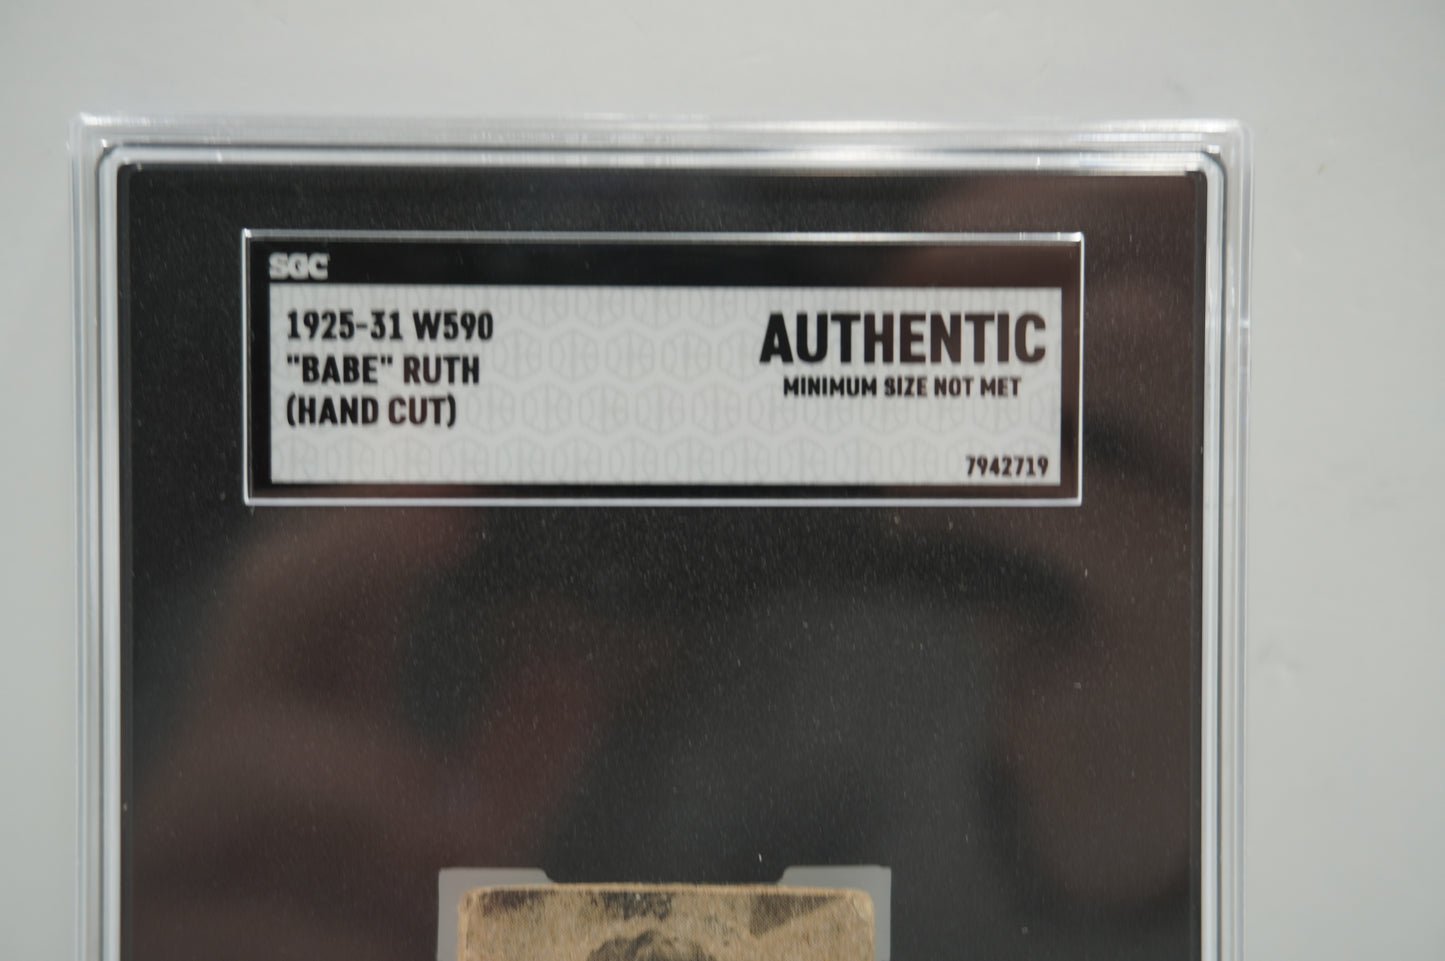 SGC
1925-31 W590
"BABE" RUTH
(HAND CUT)
AUTHENTIC
MINIMUM SIZE NOT MET
7942719